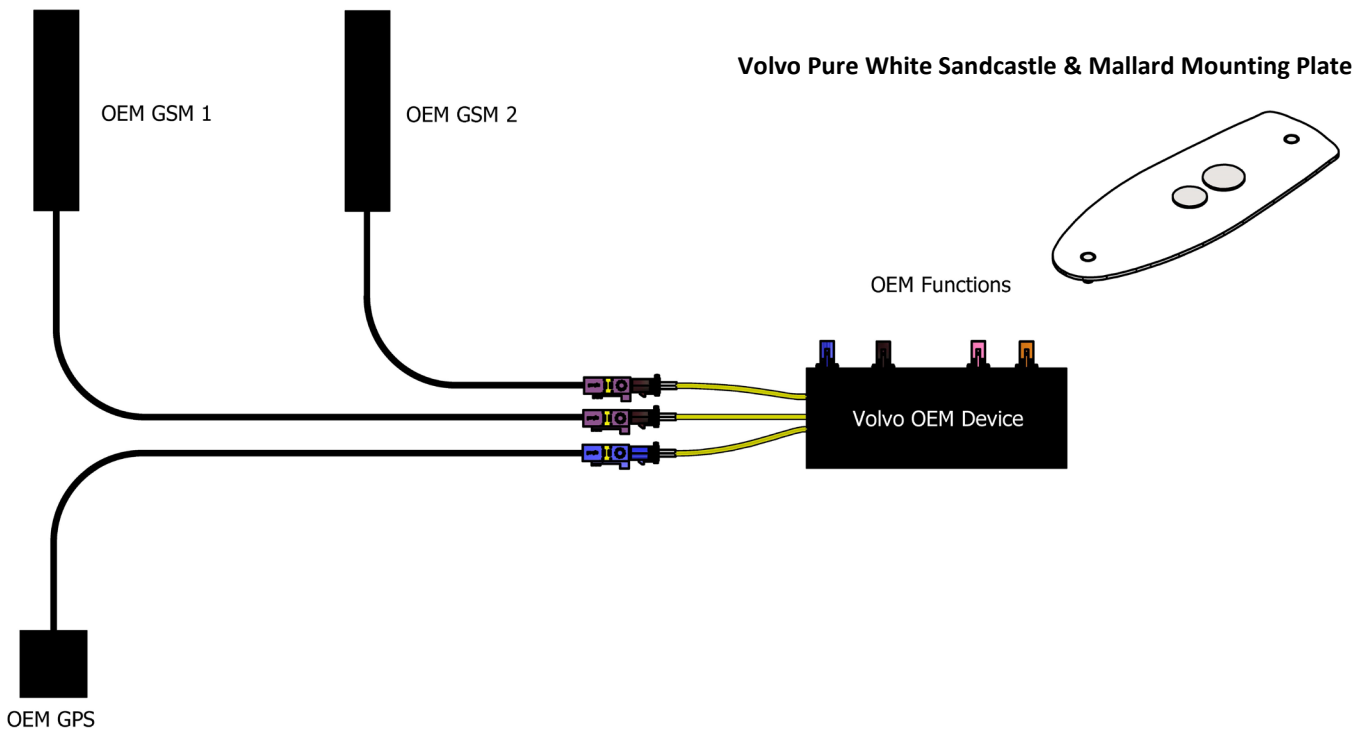 Volvo Pure White Sandcastle & Mallard Mounting Plate
OEM GSM 1
OEM GSM 2
OEM Functions
Volvo OEM Device
OEM GPS